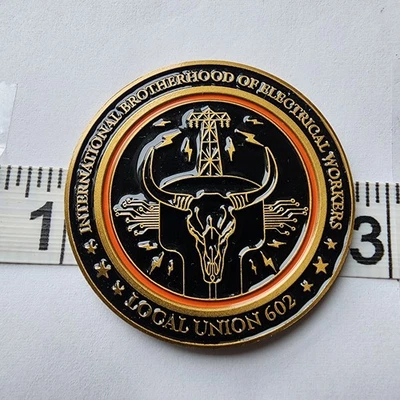 INTERNATIONAL BROTHERHOOD OF ELECTRICAL WORKERS
1 3
LOCAL UNION 602